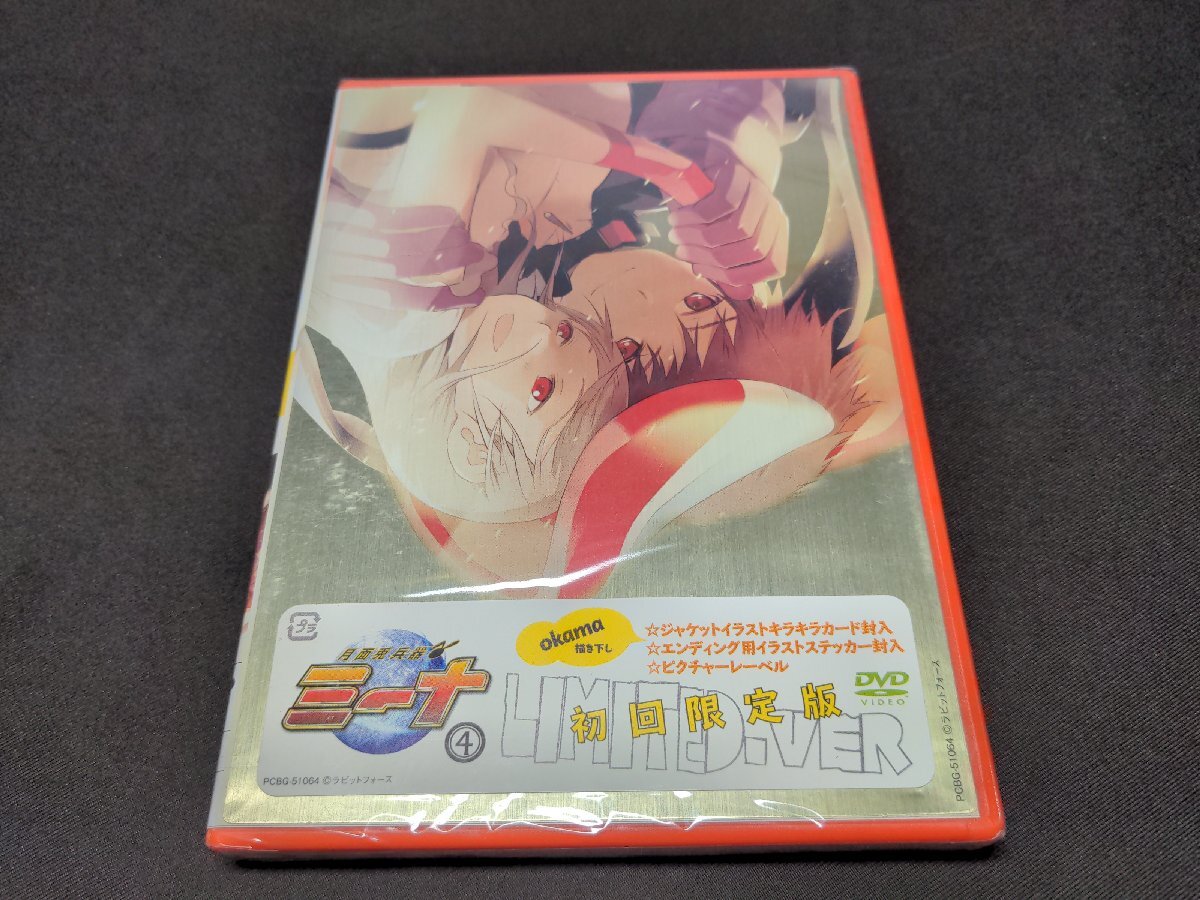 プラ
月面兎兵器
ミーナ
④
okama
描き下し
☆ジャケットイラストキラキラカード封入
☆エンディング用イラストステッカー封入
☆ピクチャーレーベル
LIMITED-VER
初回限定版
DVD
VIDEO
PCBG-51064 ©ラビットフォース
PCBG-51064 ©ラビットフォース